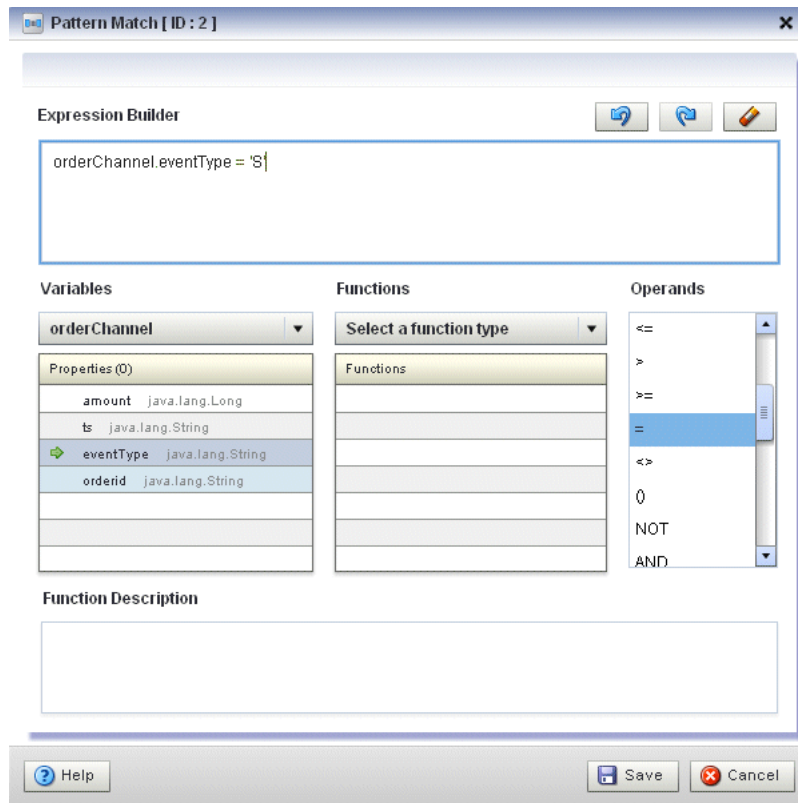 Pattern Match [ ID : 2 ]
Expression Builder
orderChannel.eventType = 'S'
Variables Functions Operands
orderChannel Select a function type
Properties (0) Functions
amount java.lang.Long
ts java.lang.String
eventType java.lang.String
orderid java.lang.String
<=
>
>=
=
<>
()
NOT
AND
Function Description
Help Save Cancel